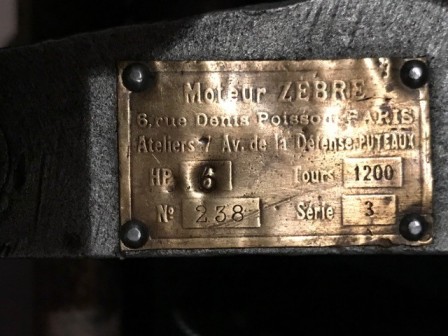 Moteur ZEBRE
6, rue Denis Poisson, PARIS
Ateliers 7 Av. de la Défense, PUTEAUX
HP 6 Tours 1200
No 238 Série 3